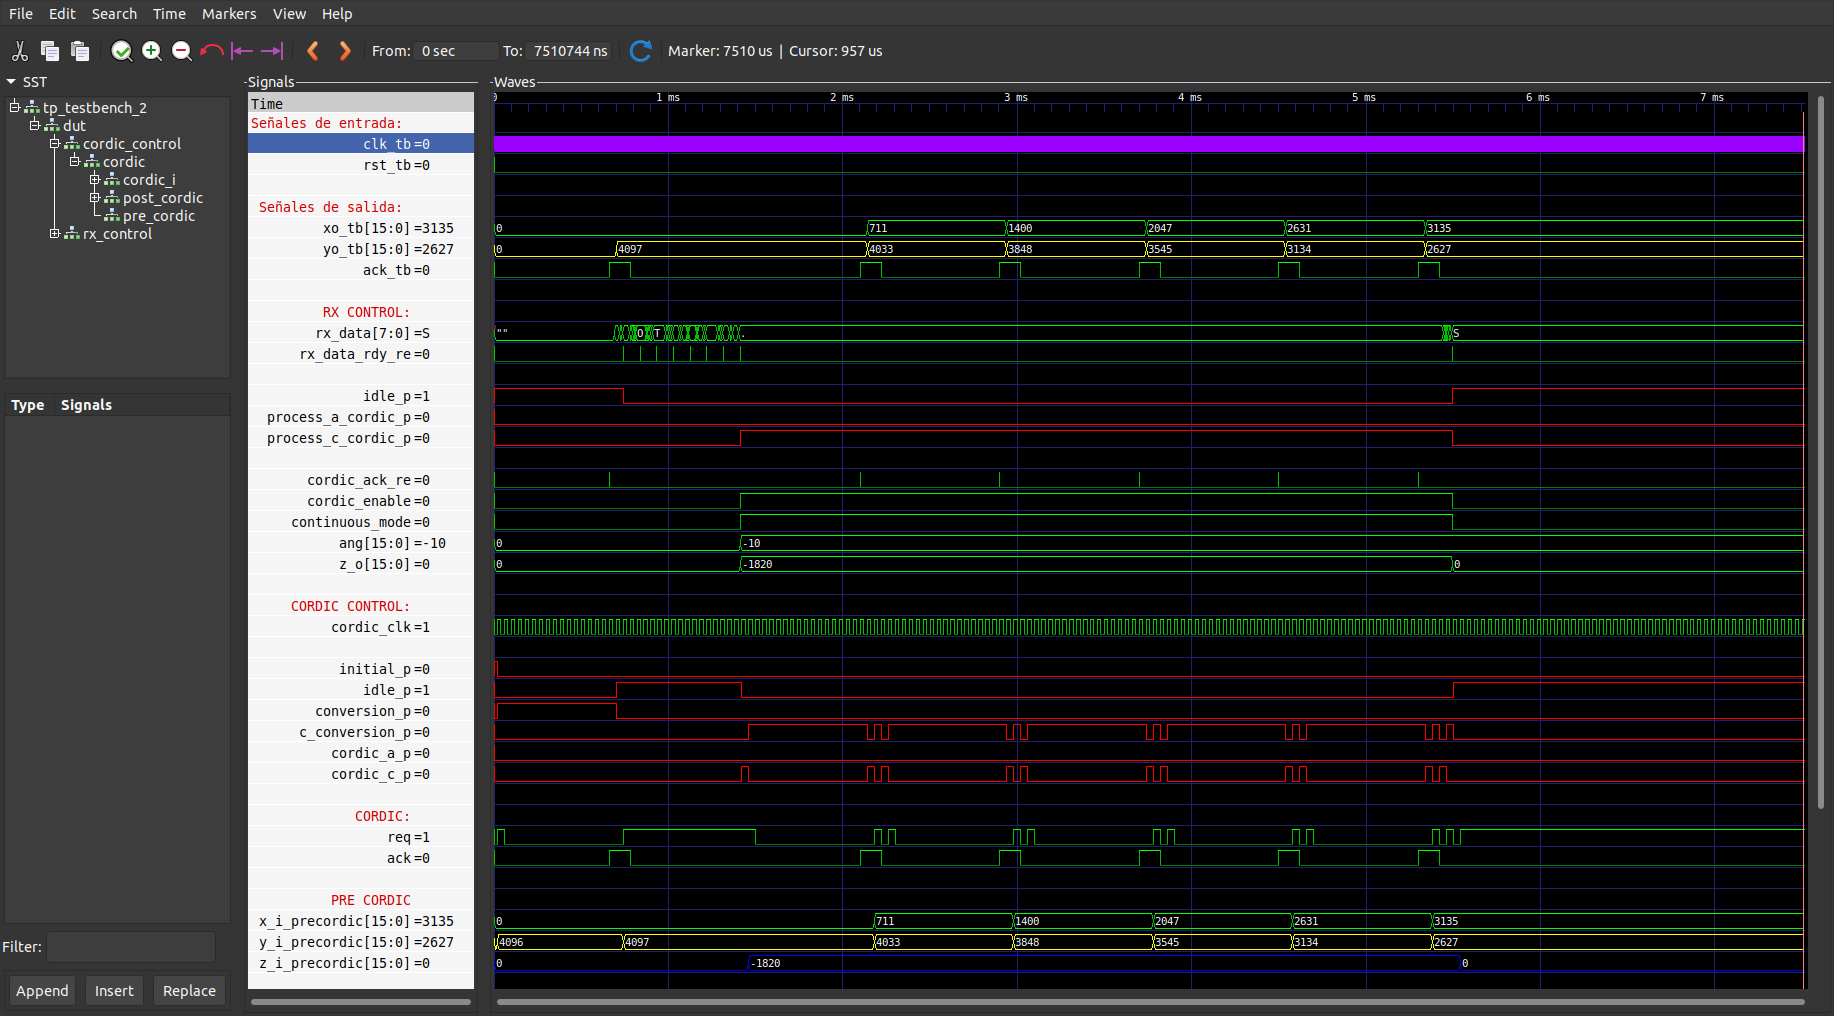 File Edit Search Time Markers View Help
From: 0 sec To: 7510744 ns Marker: 7510 us | Cursor: 957 us
SST
tp_testbench_2
dut
cordic_control
cordic
cordic_i
post_cordic
pre_cordic
rx_control
Type Signals
Filter:
Append Insert Replace
Signals
Time
Señales de entrada:
clk_tb=0
rst_tb=0
Señales de salida:
xo_tb[15:0]=3135
yo_tb[15:0]=2627
ack_tb=0
RX CONTROL:
rx_data[7:0]=S
rx_data_rdy_re=0
idle_p=1
process_a_cordic_p=0
process_c_cordic_p=0
cordic_ack_re=0
cordic_enable=0
continuous_mode=0
ang[15:0]=-10
z_o[15:0]=0
CORDIC CONTROL:
cordic_clk=1
initial_p=0
idle_p=1
conversion_p=0
c_conversion_p=0
cordic_a_p=0
cordic_c_p=0
CORDIC:
req=1
ack=0
PRE CORDIC
x_i_precordic[15:0]=3135
y_i_precordic[15:0]=2627
z_i_precordic[15:0]=0
Waves
0 1 ms 2 ms 3 ms 4 ms 5 ms 6 ms 7 ms
0 711 1400 2047 2631 3135
0 4097 4033 3848 3545 3134 2627
"" O T . S
0 -10
0 -1820 0
0 711 1400 2047 2631 3135
4096 4097 4033 3848 3545 3134 2627
0 -1820 0